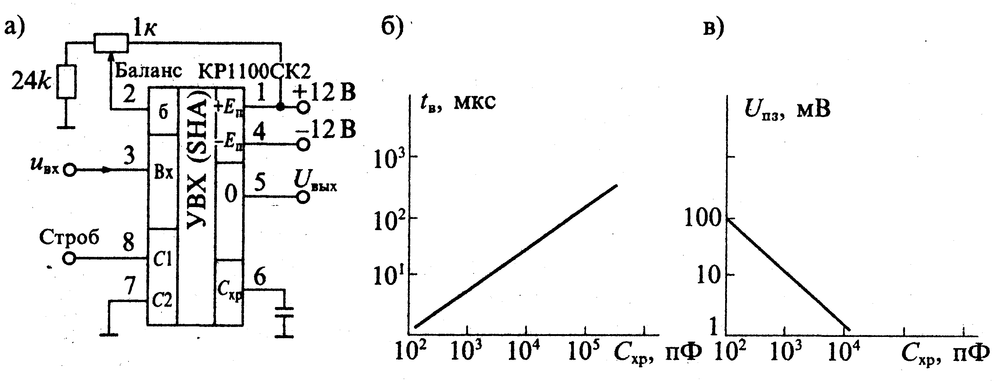 а)
1к
24k
Баланс
КР1100СК2
2
б
УВХ (SHA)
+Eп
1
+12 В
−Eп
4
−12 В
uвх
3
Вх
0
5
Uвых
Строб
8
C1
7
C2
Cхр
6
б)
tв, мкс
10³
10²
10¹
10²
10³
10⁴
10⁵
Cхр, пФ
в)
Uпз, мВ
100
10
1
10²
10³
10⁴
Cхр, пФ